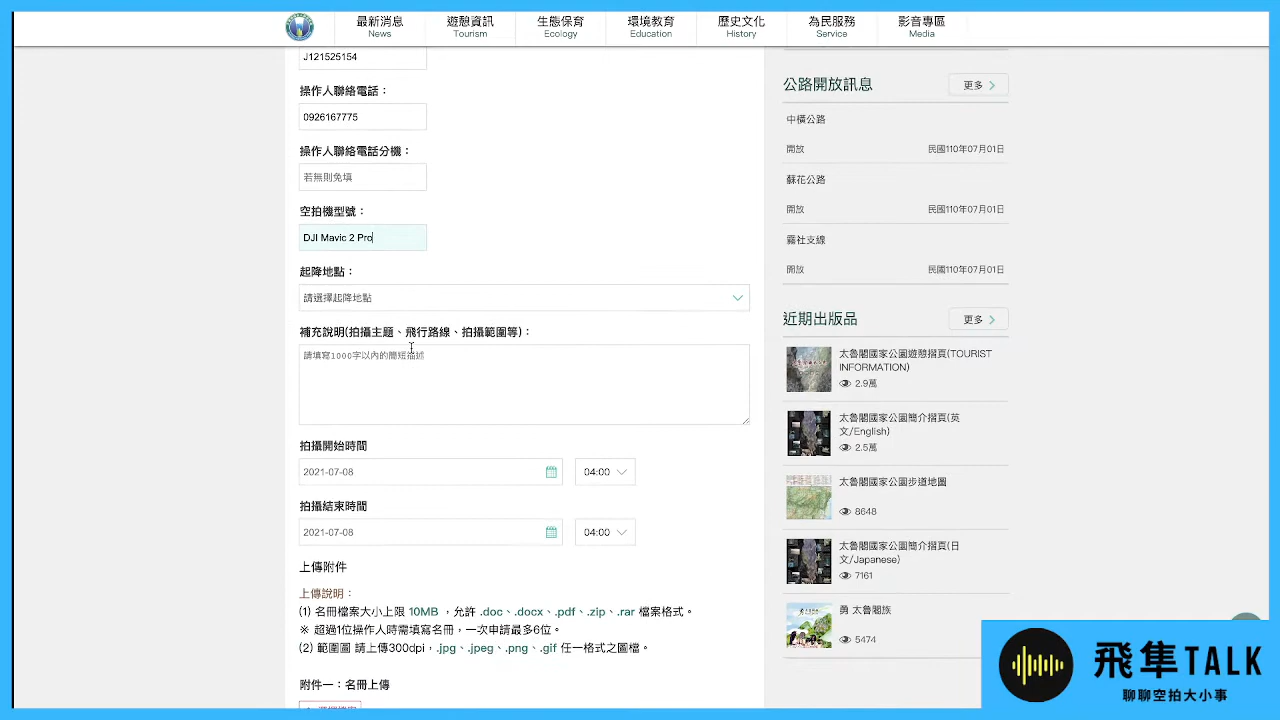 最新消息
News
遊憩資訊
Tourism
生態保育
Ecology
環境教育
Education
歷史文化
History
為民服務
Service
影音專區
Media
J121525154
操作人聯絡電話：
0926167775
操作人聯絡電話分機：
若無則免填
空拍機型號：
DJI Mavic 2 Pro
起降地點：
請選擇起降地點
補充說明(拍攝主題、飛行路線、拍攝範圍等)：
請填寫1000字以內的簡短描述
拍攝開始時間
2021-07-08
04:00
拍攝結束時間
2021-07-08
04:00
上傳附件
上傳說明：
(1) 名冊檔案大小上限 10MB ，允許 .doc、.docx、.pdf、.zip、.rar 檔案格式。
※ 超過1位操作人時需填寫名冊，一次申請最多6位。
(2) 範圍圖 請上傳300dpi，.jpg、.jpeg、.png、.gif 任一格式之圖檔。
附件一：名冊上傳
公路開放訊息
更多
中橫公路
開放
民國110年07月01日
蘇花公路
開放
民國110年07月01日
霧社支線
開放
民國110年07月01日
近期出版品
更多
太魯閣國家公園遊憩摺頁(TOURIST
INFORMATION)
2.9萬
太魯閣國家公園簡介摺頁(英
文/English)
2.5萬
太魯閣國家公園步道地圖
8648
太魯閣國家公園簡介摺頁(日
文/Japanese)
7161
勇 太魯閣族
5474
飛隼TALK
聊聊空拍大小事